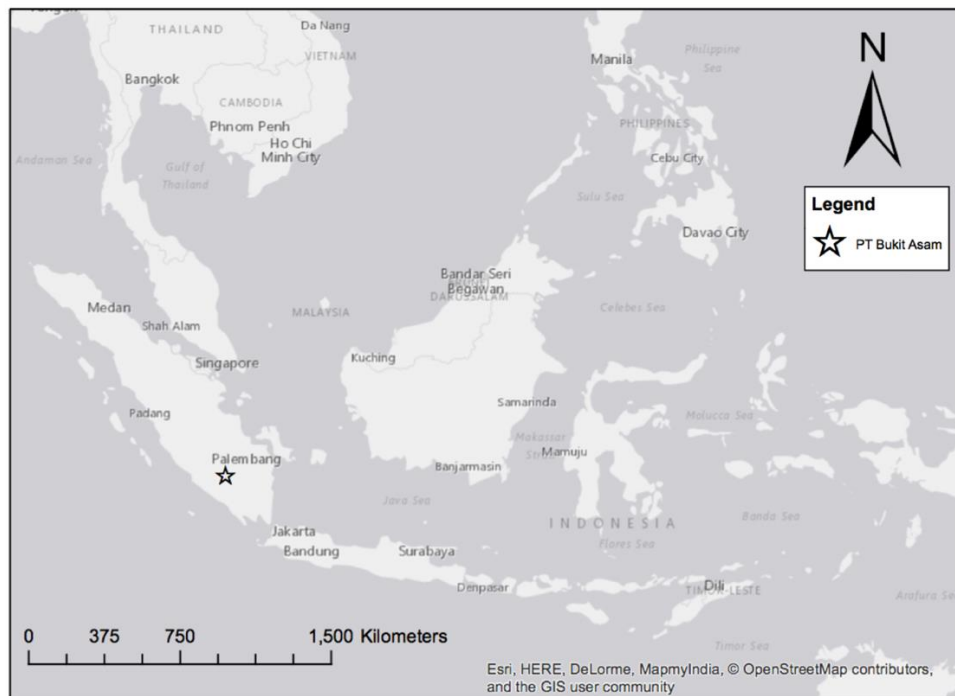 Da Nang
THAILAND
VIETNAM
Bangkok
Manila
Philippine
Sea
N
CAMBODIA
Phnom Penh
Ho Chi
Minh City
PHILIPPINES
Andaman Sea
Gulf of
Thailand
Cebu City
Sulu Sea
Legend
PT Bukit Asam
Davao City
Bandar Seri
Begawan
DARUSSALAM
Medan
MALAYSIA
Celebes Sea
Shah Alam
Singapore
Kuching
Padang
Samarinda
Molucca Sea
Makassar
Strait
Mamuju
Palembang
Banjarmasin
Java Sea
INDONESIA
Banda Sea
Jakarta
Bandung
Surabaya
Flores Sea
Denpasar
Dili
TIMOR-LESTE
Arafura Sea
0 375 750 1,500 Kilometers
Timor Sea
Esri, HERE, DeLorme, MapmyIndia, © OpenStreetMap contributors,
and the GIS user community